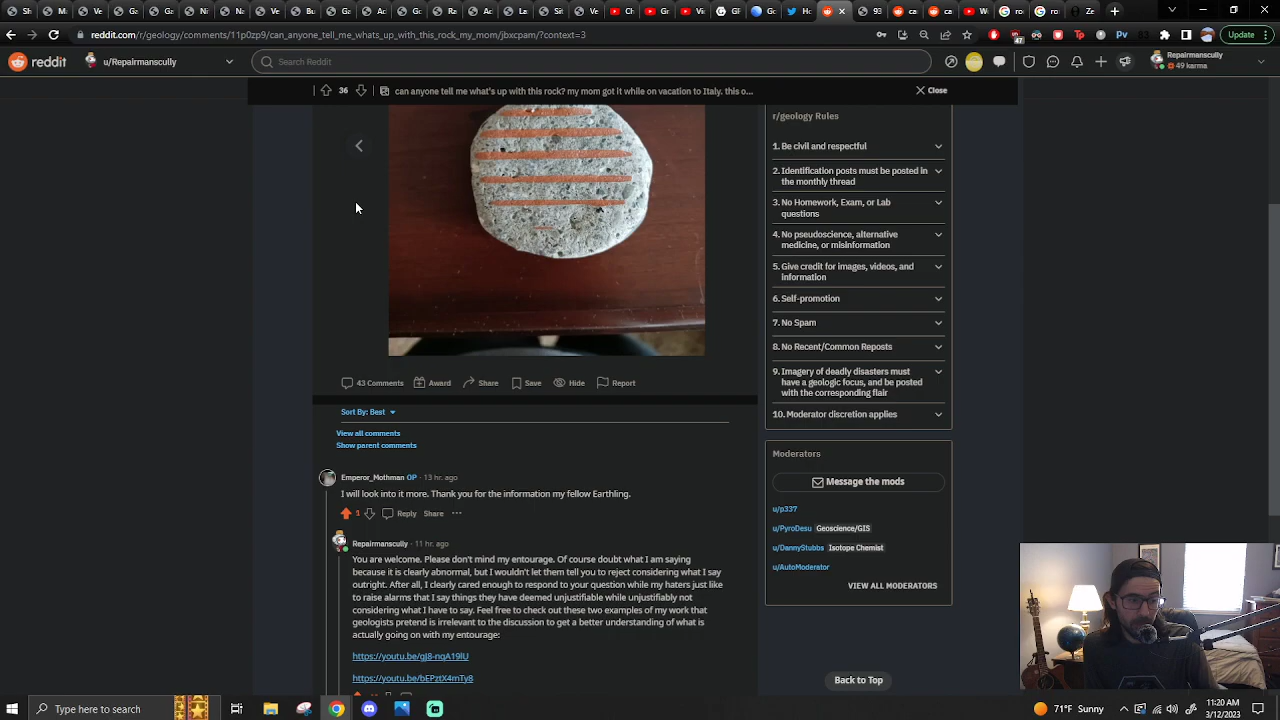 Update
reddit.com/r/geology/comments/11p0zp9/can_anyone_tell_me_whats_up_with_this_rock_my_mom/jbxcpam/?context=3
reddit
u/Repairmanscully
Search Reddit
Repairmanscully
49 karma
36
can anyone tell me what's up with this rock? my mom got it while on vacation to Italy. this o...
Close
r/geology Rules
1. Be civil and respectful
2. Identification posts must be posted in
the monthly thread
3. No Homework, Exam, or Lab
questions
4. No pseudoscience, alternative
medicine, or misinformation
5. Give credit for images, videos, and
information
6. Self-promotion
7. No Spam
8. No Recent/Common Reposts
9. Imagery of deadly disasters must
have a geologic focus, and be posted
with the corresponding flair
10. Moderator discretion applies
43 Comments
Award
Share
Save
Hide
Report
Sort By: Best
View all comments
Show parent comments
Moderators
Message the mods
u/p337
u/PyroDesu Geoscience/GIS
u/DannyStubbs Isotope Chemist
u/AutoModerator
VIEW ALL MODERATORS
Emperor_Mothman OP · 13 hr. ago
I will look into it more. Thank you for the information my fellow Earthling.
1
Reply
Share
Repairmanscully · 11 hr. ago
You are welcome. Please don't mind my entourage. Of course doubt what I am saying
because it is clearly abnormal, but I wouldn't let them tell you to reject considering what I say
outright. After all, I clearly cared enough to respond to your question while my haters just like
to raise alarms that I say things they have deemed unjustifiable while unjustifiably not
considering what I have to say. Feel free to check out these two examples of my work that
geologists pretend is irrelevant to the discussion to get a better understanding of what is
actually going on with my entourage:
https://youtu.be/gJ8-nqA19lU
https://youtu.be/bEPztX4mTy8
Back to Top
Type here to search
71°F Sunny
11:20 AM
3/12/2023